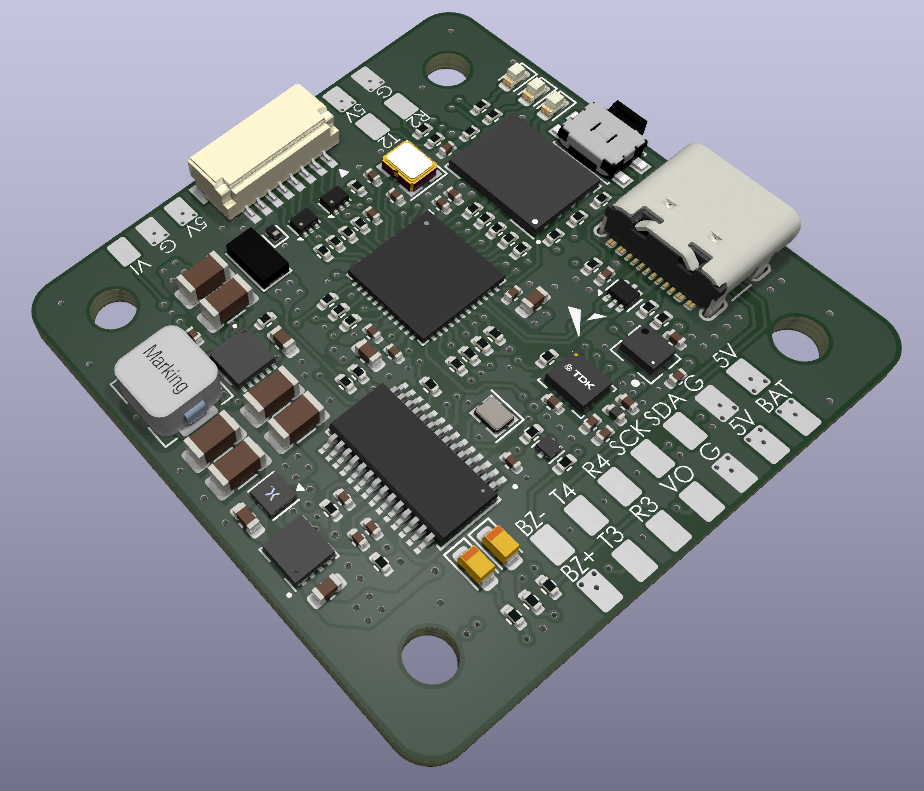 G
5V
R2
T2
5V
G
VI
Marking
TDK
X
5V
G
SDA
SCK
R4
T4
BZ-
BAT
5V
G
VO
R3
T3
BZ+